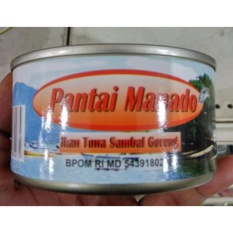 Pantai Manado
Ikan Tuna Sambal Goreng
BPOM RI MD 54391802